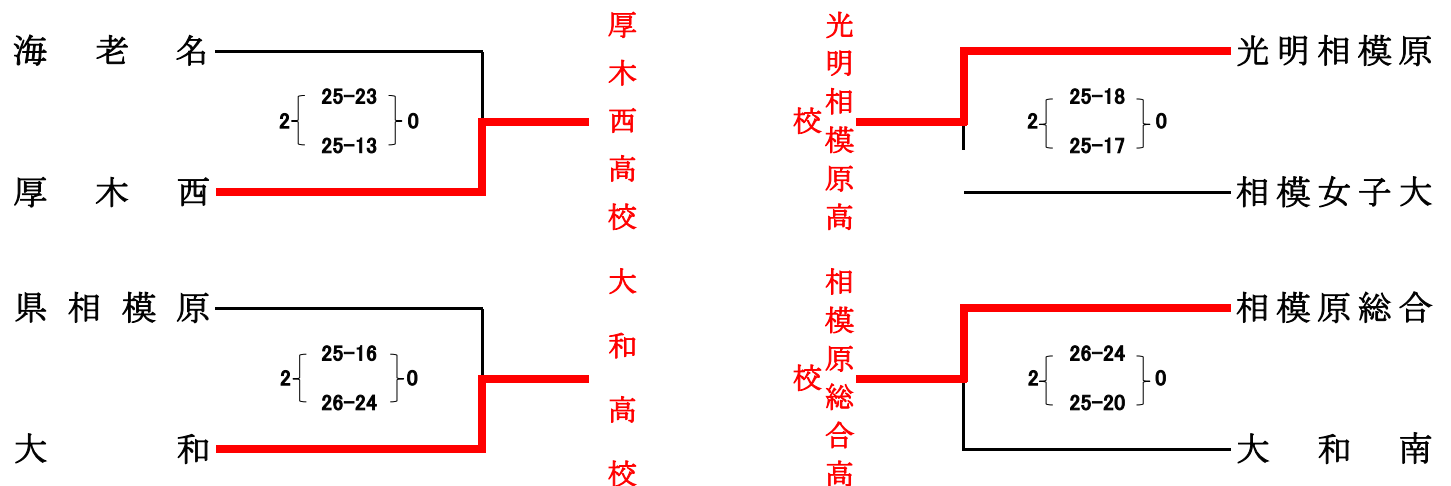 海老名
厚木西
2 25-23 0
25-13
厚木西高校
県相模原
大和
2 25-16 0
26-24
大和高校
光明相模原高校
光明相模原
相模女子大
2 25-18 0
25-17
相模原総合高校
相模原総合
大和南
2 26-24 0
25-20